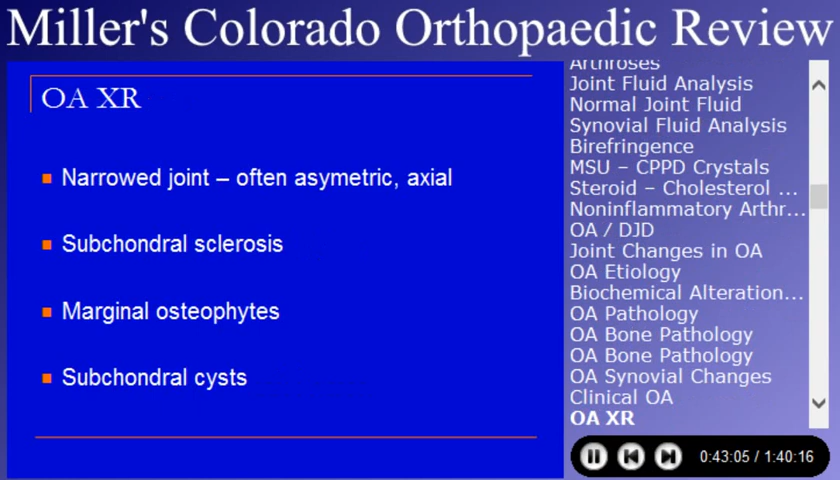 Miller's Colorado Orthopaedic Review
OA XR
Narrowed joint – often asymetric, axial
Subchondral sclerosis
Marginal osteophytes
Subchondral cysts
Arthroses
Joint Fluid Analysis
Normal Joint Fluid
Synovial Fluid Analysis
Birefringence
MSU – CPPD Crystals
Steroid – Cholesterol ...
Noninflammatory Arthr...
OA / DJD
Joint Changes in OA
OA Etiology
Biochemical Alteration...
OA Pathology
OA Bone Pathology
OA Bone Pathology
OA Synovial Changes
Clinical OA
OA XR
0:43:05 / 1:40:16